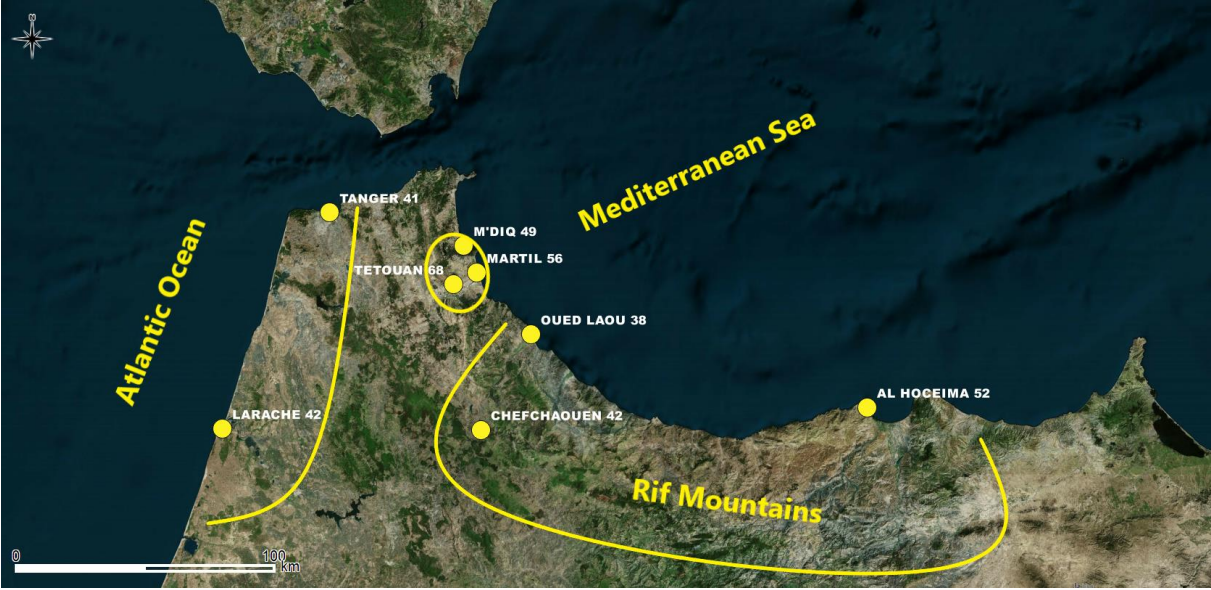 TANGER 41
Mediterranean Sea
M'DIQ 49
MARTIL 56
TETOUAN 68
Atlantic Ocean
OUED LAOU 38
AL HOCEIMA 52
LARACHE 42
CHEFCHAOUEN 42
Rif Mountains
0 100
km